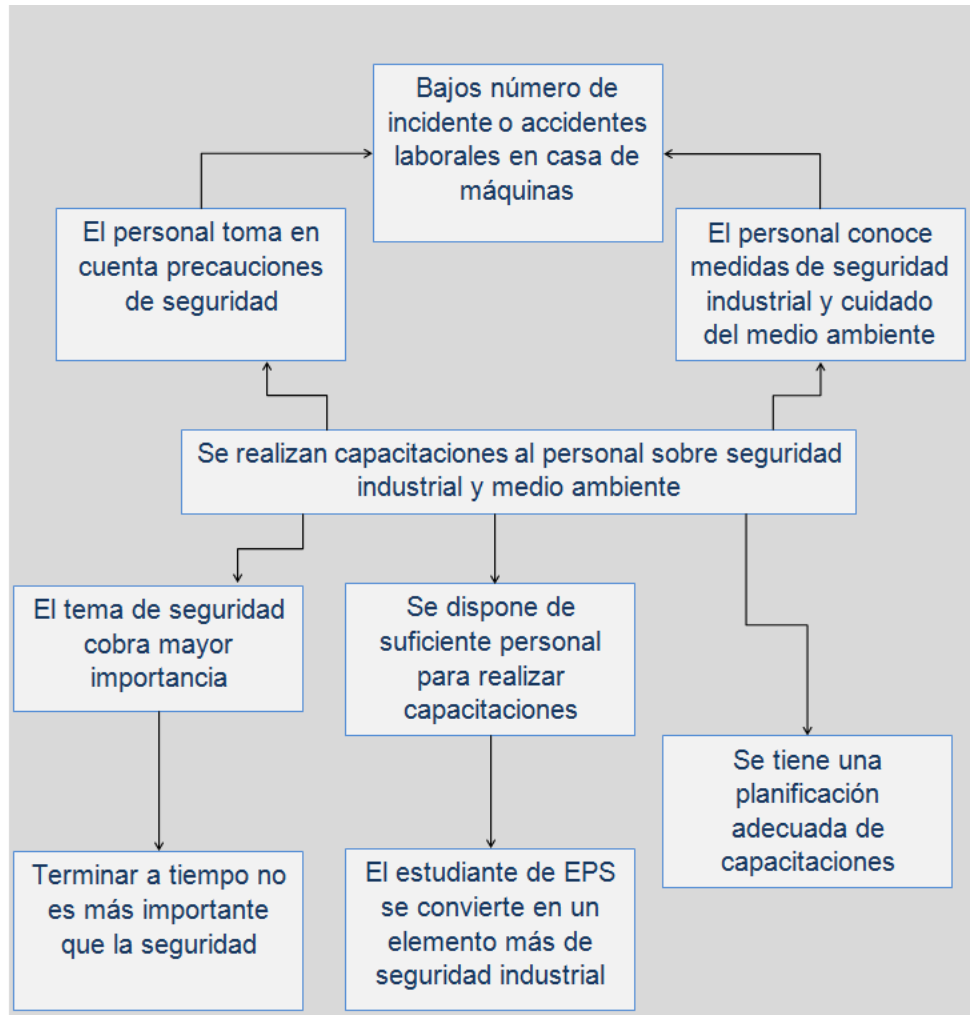 Bajos número de
incidente o accidentes
laborales en casa de
máquinas
El personal toma en
cuenta precauciones
de seguridad
El personal conoce
medidas de seguridad
industrial y cuidado
del medio ambiente
Se realizan capacitaciones al personal sobre seguridad
industrial y medio ambiente
El tema de seguridad
cobra mayor
importancia
Se dispone de
suficiente personal
para realizar
capacitaciones
Se tiene una
planificación
adecuada de
capacitaciones
Terminar a tiempo no
es más importante
que la seguridad
El estudiante de EPS
se convierte en un
elemento más de
seguridad industrial